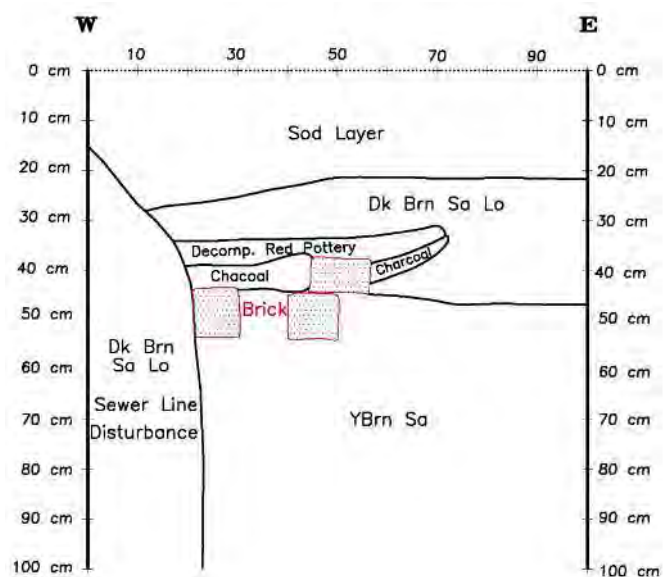 W E
10 30 50 70 90
0 cm 0 cm
10 cm 10 cm
Sod Layer
20 cm 20 cm
Dk Brn Sa Lo
30 cm 30 cm
Decomp. Red Pottery
Chacoal Charcoal
40 cm 40 cm
Brick
50 cm 50 cm
Dk Brn
Sa Lo
60 cm 60 cm
Sewer Line
Disturbance
70 cm 70 cm
YBrn Sa
80 cm 80 cm
90 cm 90 cm
100 cm 100 cm